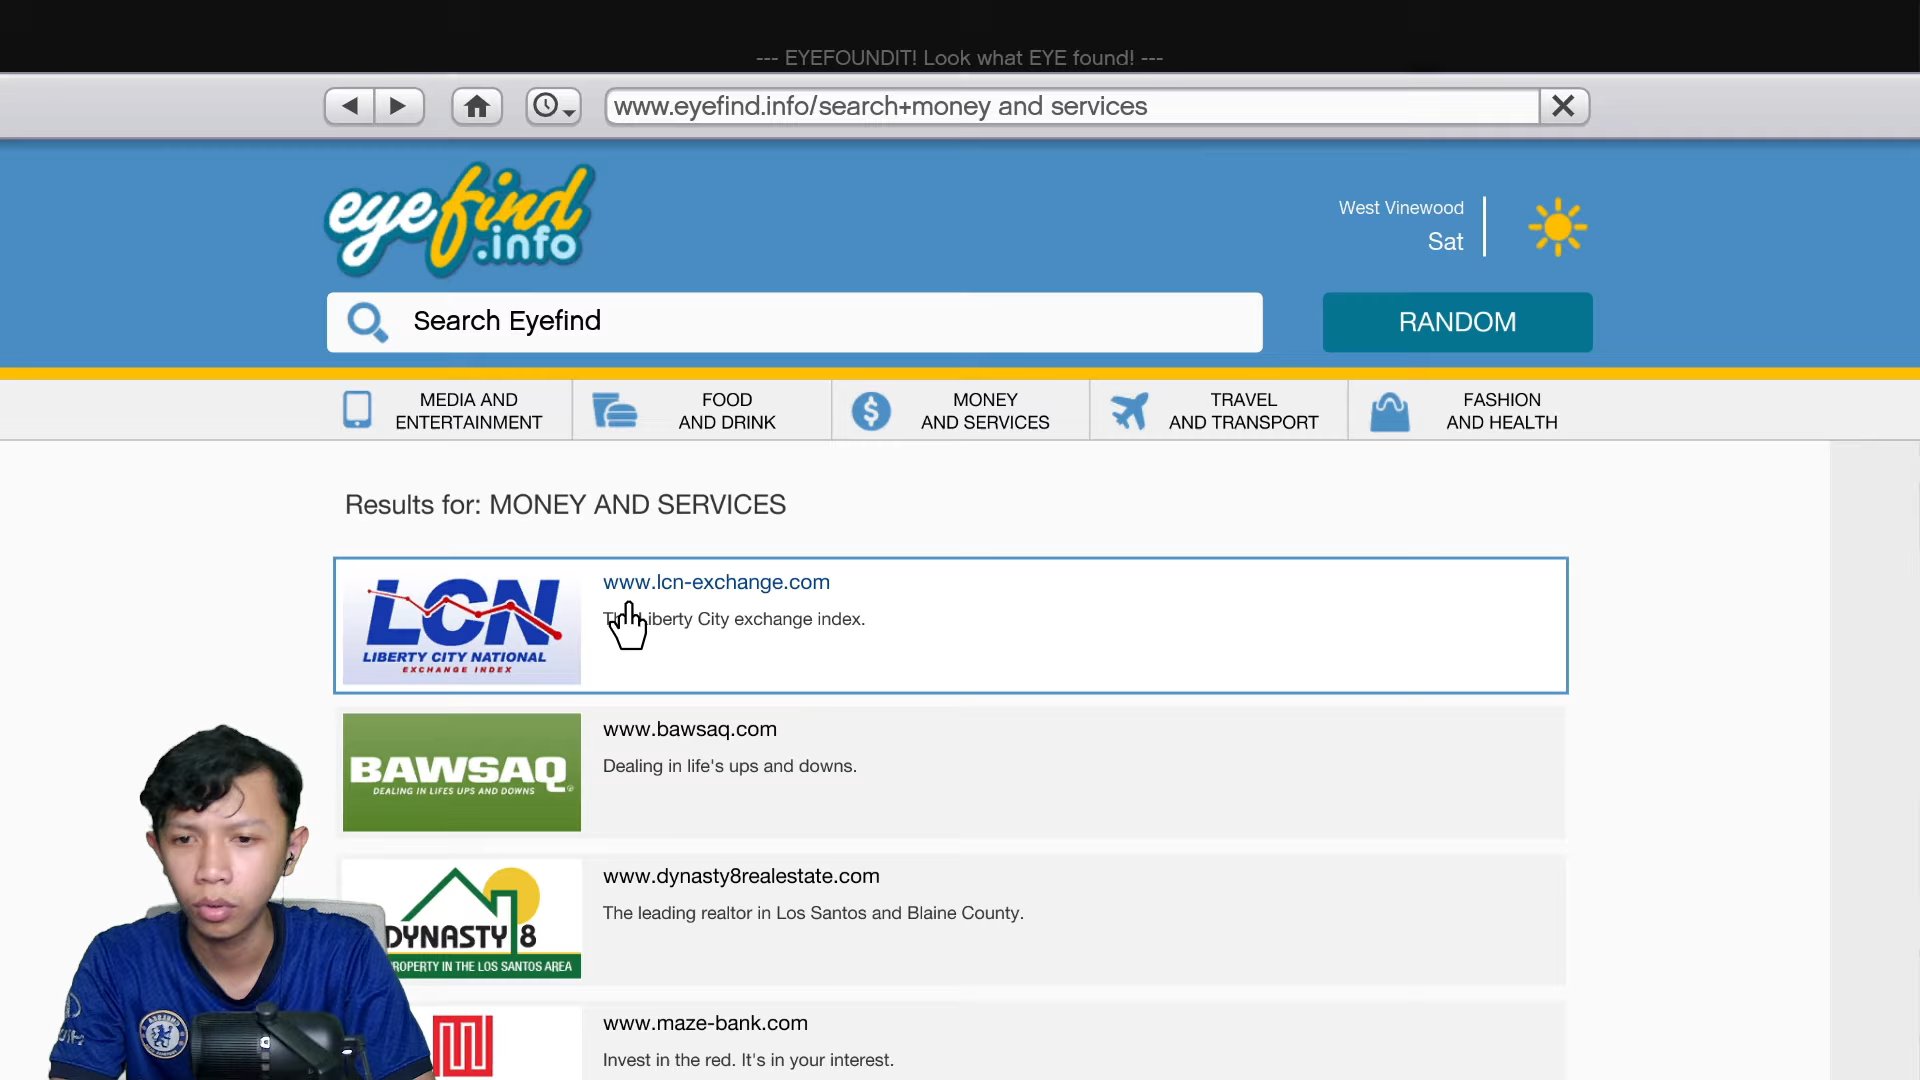 --- EYEFOUNDIT! Look what EYE found! ---
www.eyefind.info/search+money and services
eyefind
.info
West Vinewood
Sat
Search Eyefind
RANDOM
MEDIA AND
ENTERTAINMENT
FOOD
AND DRINK
MONEY
AND SERVICES
TRAVEL
AND TRANSPORT
FASHION
AND HEALTH
Results for: MONEY AND SERVICES
LCN
LIBERTY CITY NATIONAL
EXCHANGE INDEX
www.lcn-exchange.com
The Liberty City exchange index.
BAWSAQ
DEALING IN LIFES UPS AND DOWNS
www.bawsaq.com
Dealing in life's ups and downs.
DYNASTY 8
PROPERTY IN THE LOS SANTOS AREA
www.dynasty8realestate.com
The leading realtor in Los Santos and Blaine County.
www.maze-bank.com
Invest in the red. It's in your interest.